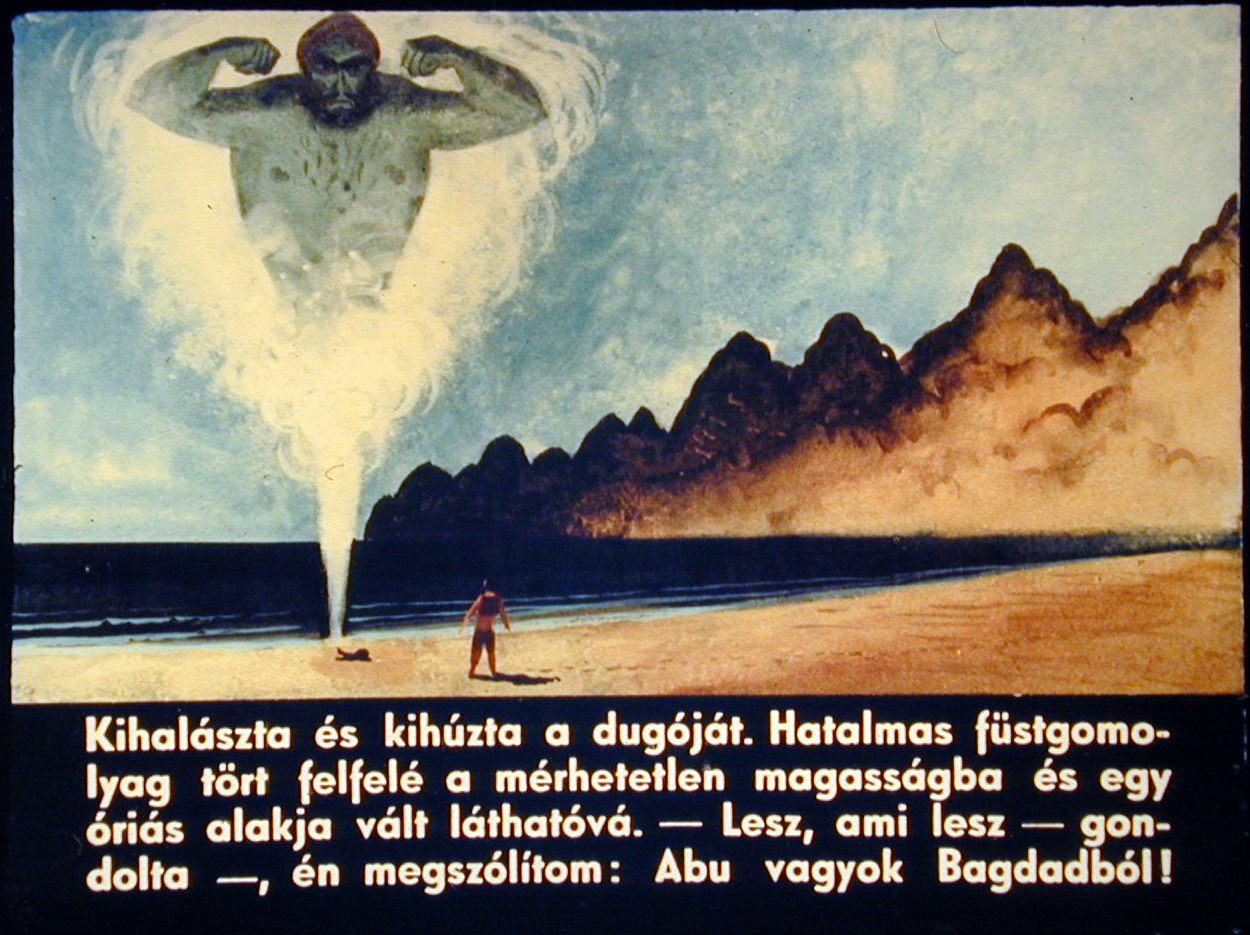 Kihalászta és kihúzta a dugóját. Hatalmas füstgomo-
lyag tört felfelé a mérhetetlen magasságba és egy
óriás alakja vált láthatóvá. — Lesz, ami lesz — gon-
dolta —, én megszólítom: Abu vagyok Bagdadból!